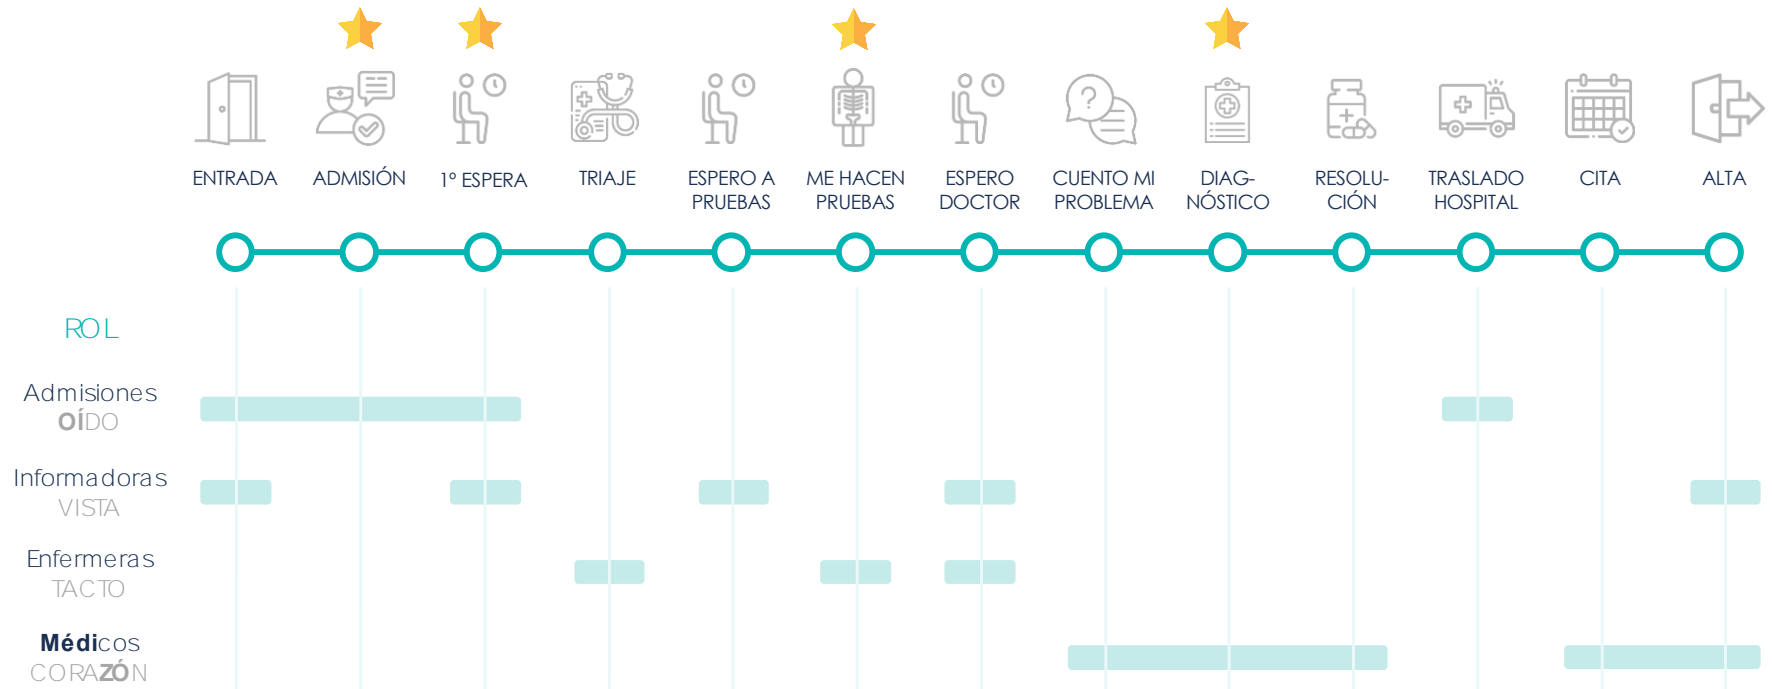 ENTRADA
ADMISIÓN
1º ESPERA
TRIAJE
ESPERO A
PRUEBAS
ME HACEN
PRUEBAS
ESPERO
DOCTOR
CUENTO MI
PROBLEMA
DIAG-
NÓSTICO
RESOLU-
CIÓN
TRASLADO
HOSPITAL
CITA
ALTA
?
ROL
Admisiones
OÍDO
Informadoras
VISTA
Enfermeras
TACTO
Médicos
CORAZÓN